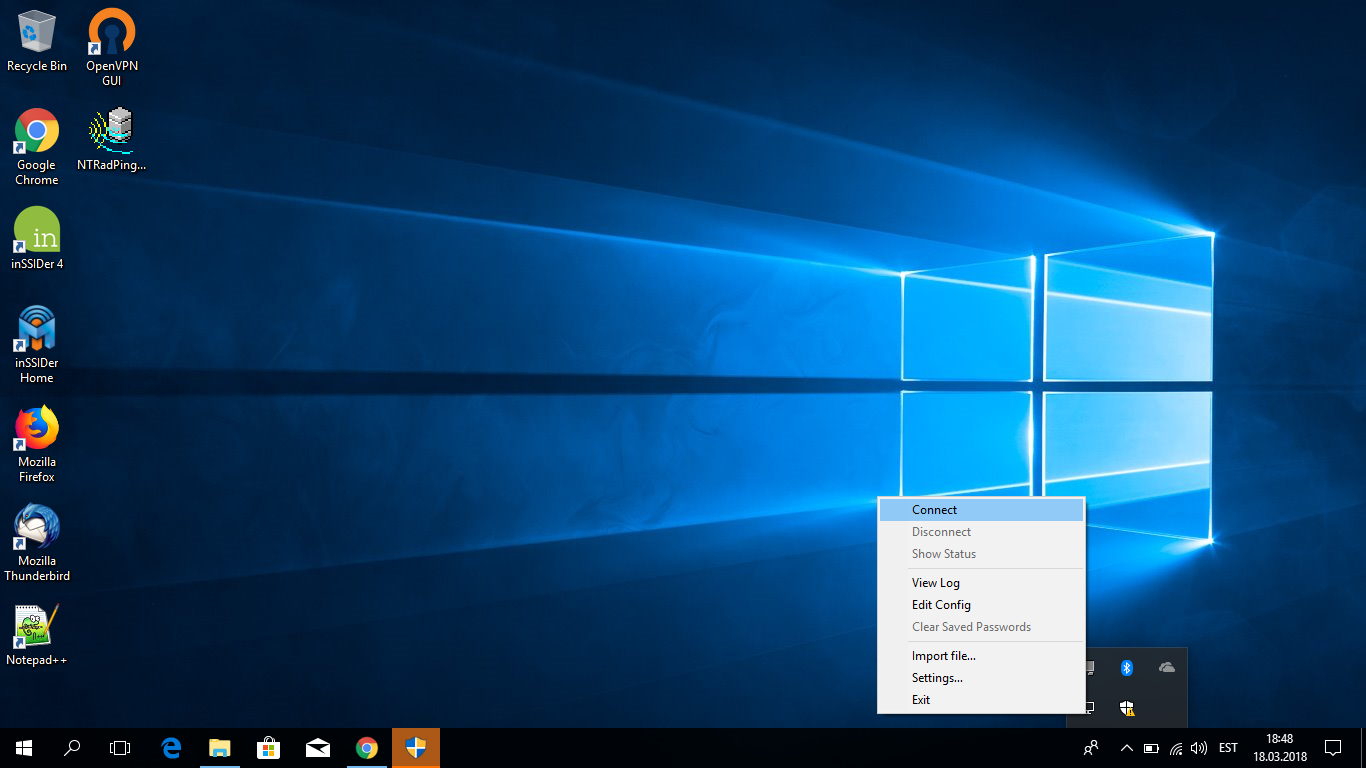 Recycle Bin
OpenVPN
GUI
Google
Chrome
NTRadPing...
in
inSSIDer 4
inSSIDer
Home
Mozilla
Firefox
Mozilla
Thunderbird
Notepad++
Connect
Disconnect
Show Status
View Log
Edit Config
Clear Saved Passwords
Import file...
Settings...
Exit
EST
18:48
18.03.2018